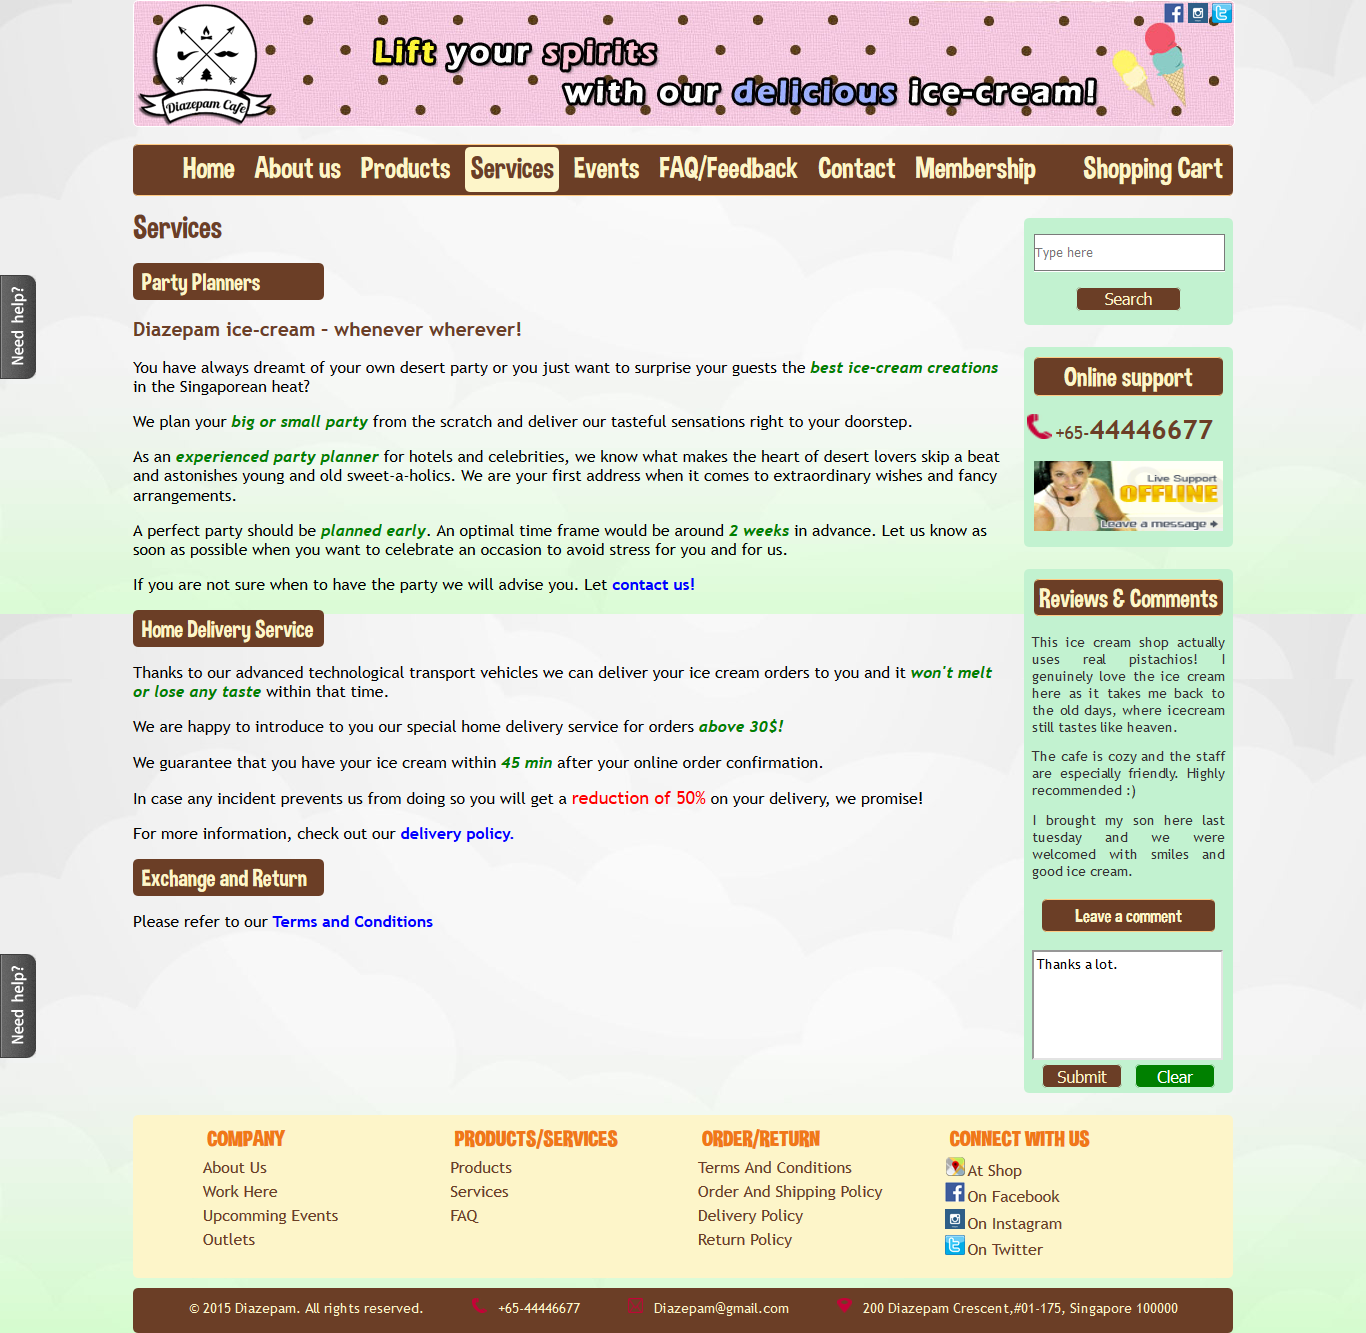 Diazepam Cafe
Lift your spirits
with our delicious ice-cream!
Home About us Products Services Events FAQ/Feedback Contact Membership Shopping Cart
Services
Party Planners
Diazepam ice-cream - whenever wherever!
You have always dreamt of your own desert party or you just want to surprise your guests the best ice-cream creations
in the Singaporean heat?
We plan your big or small party from the scratch and deliver our tasteful sensations right to your doorstep.
As an experienced party planner for hotels and celebrities, we know what makes the heart of desert lovers skip a beat
and astonishes young and old sweet-a-holics. We are your first address when it comes to extraordinary wishes and fancy
arrangements.
A perfect party should be planned early. An optimal time frame would be around 2 weeks in advance. Let us know as
soon as possible when you want to celebrate an occasion to avoid stress for you and for us.
If you are not sure when to have the party we will advise you. Let contact us!
Home Delivery Service
Thanks to our advanced technological transport vehicles we can deliver your ice cream orders to you and it won't melt
or lose any taste within that time.
We are happy to introduce to you our special home delivery service for orders above 30$!
We guarantee that you have your ice cream within 45 min after your online order confirmation.
In case any incident prevents us from doing so you will get a reduction of 50% on your delivery, we promise!
For more information, check out our delivery policy.
Exchange and Return
Please refer to our Terms and Conditions
Need help?
Need help?
Type here
Search
Online support
+65-44446677
Live Support
OFFLINE
Leave a message
Reviews & Comments
This ice cream shop actually
uses real pistachios! I
genuinely love the ice cream
here as it takes me back to
the old days, where icecream
still tastes like heaven.
The cafe is cozy and the staff
are especially friendly. Highly
recommended :)
I brought my son here last
tuesday and we were
welcomed with smiles and
good ice cream.
Leave a comment
Thanks a lot.
Submit Clear
COMPANY
About Us
Work Here
Upcomming Events
Outlets
PRODUCTS/SERVICES
Products
Services
FAQ
ORDER/RETURN
Terms And Conditions
Order And Shipping Policy
Delivery Policy
Return Policy
CONNECT WITH US
At Shop
On Facebook
On Instagram
On Twitter
© 2015 Diazepam. All rights reserved. +65-44446677 Diazepam@gmail.com 200 Diazepam Crescent,#01-175, Singapore 100000